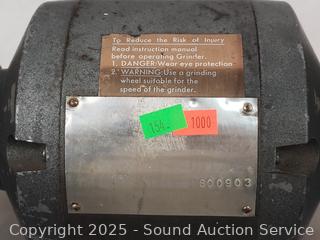 To Reduce the Risk of Injury
Read instruction manual
before operating Grinder.
1. DANGER:Wear eye protection
2. WARNING:Use a grinding
wheel suitable for the
speed of the grinder.
1000
800903
Copyright 2025 - Sound Auction Service